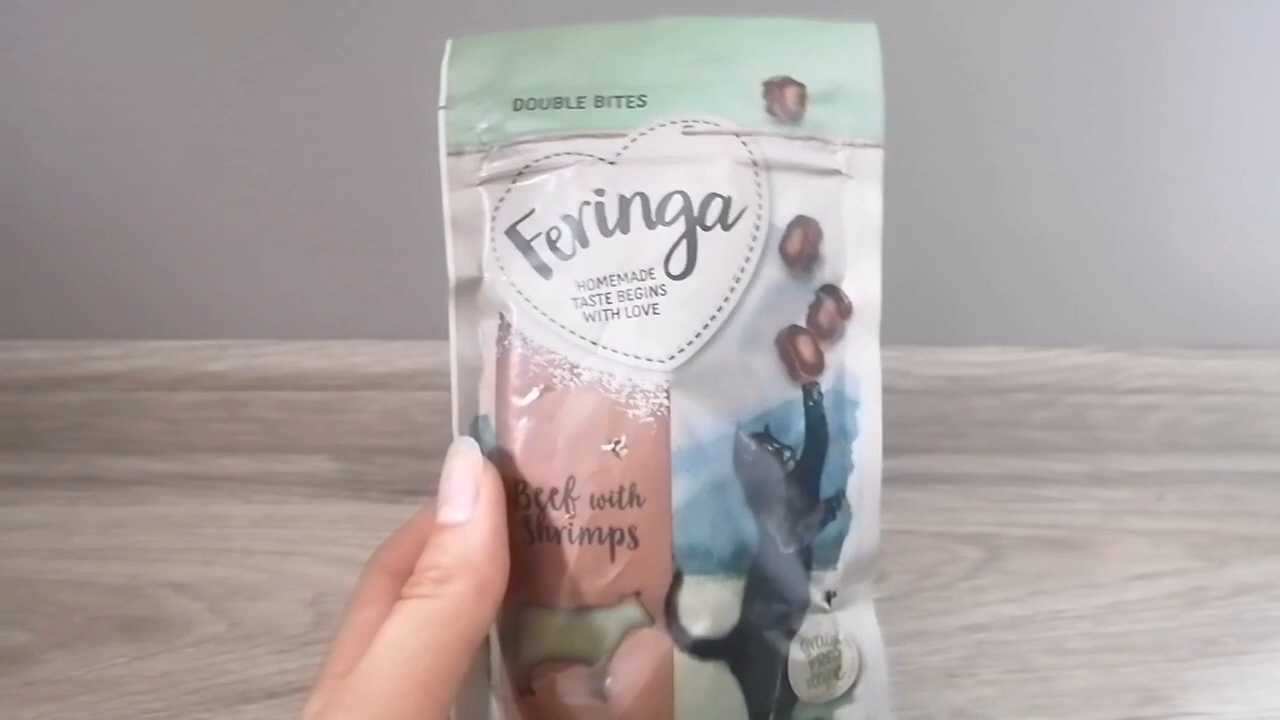 DOUBLE BITES
Feringa
HOMEMADE
TASTE BEGINS
WITH LOVE
Beef with
Shrimps